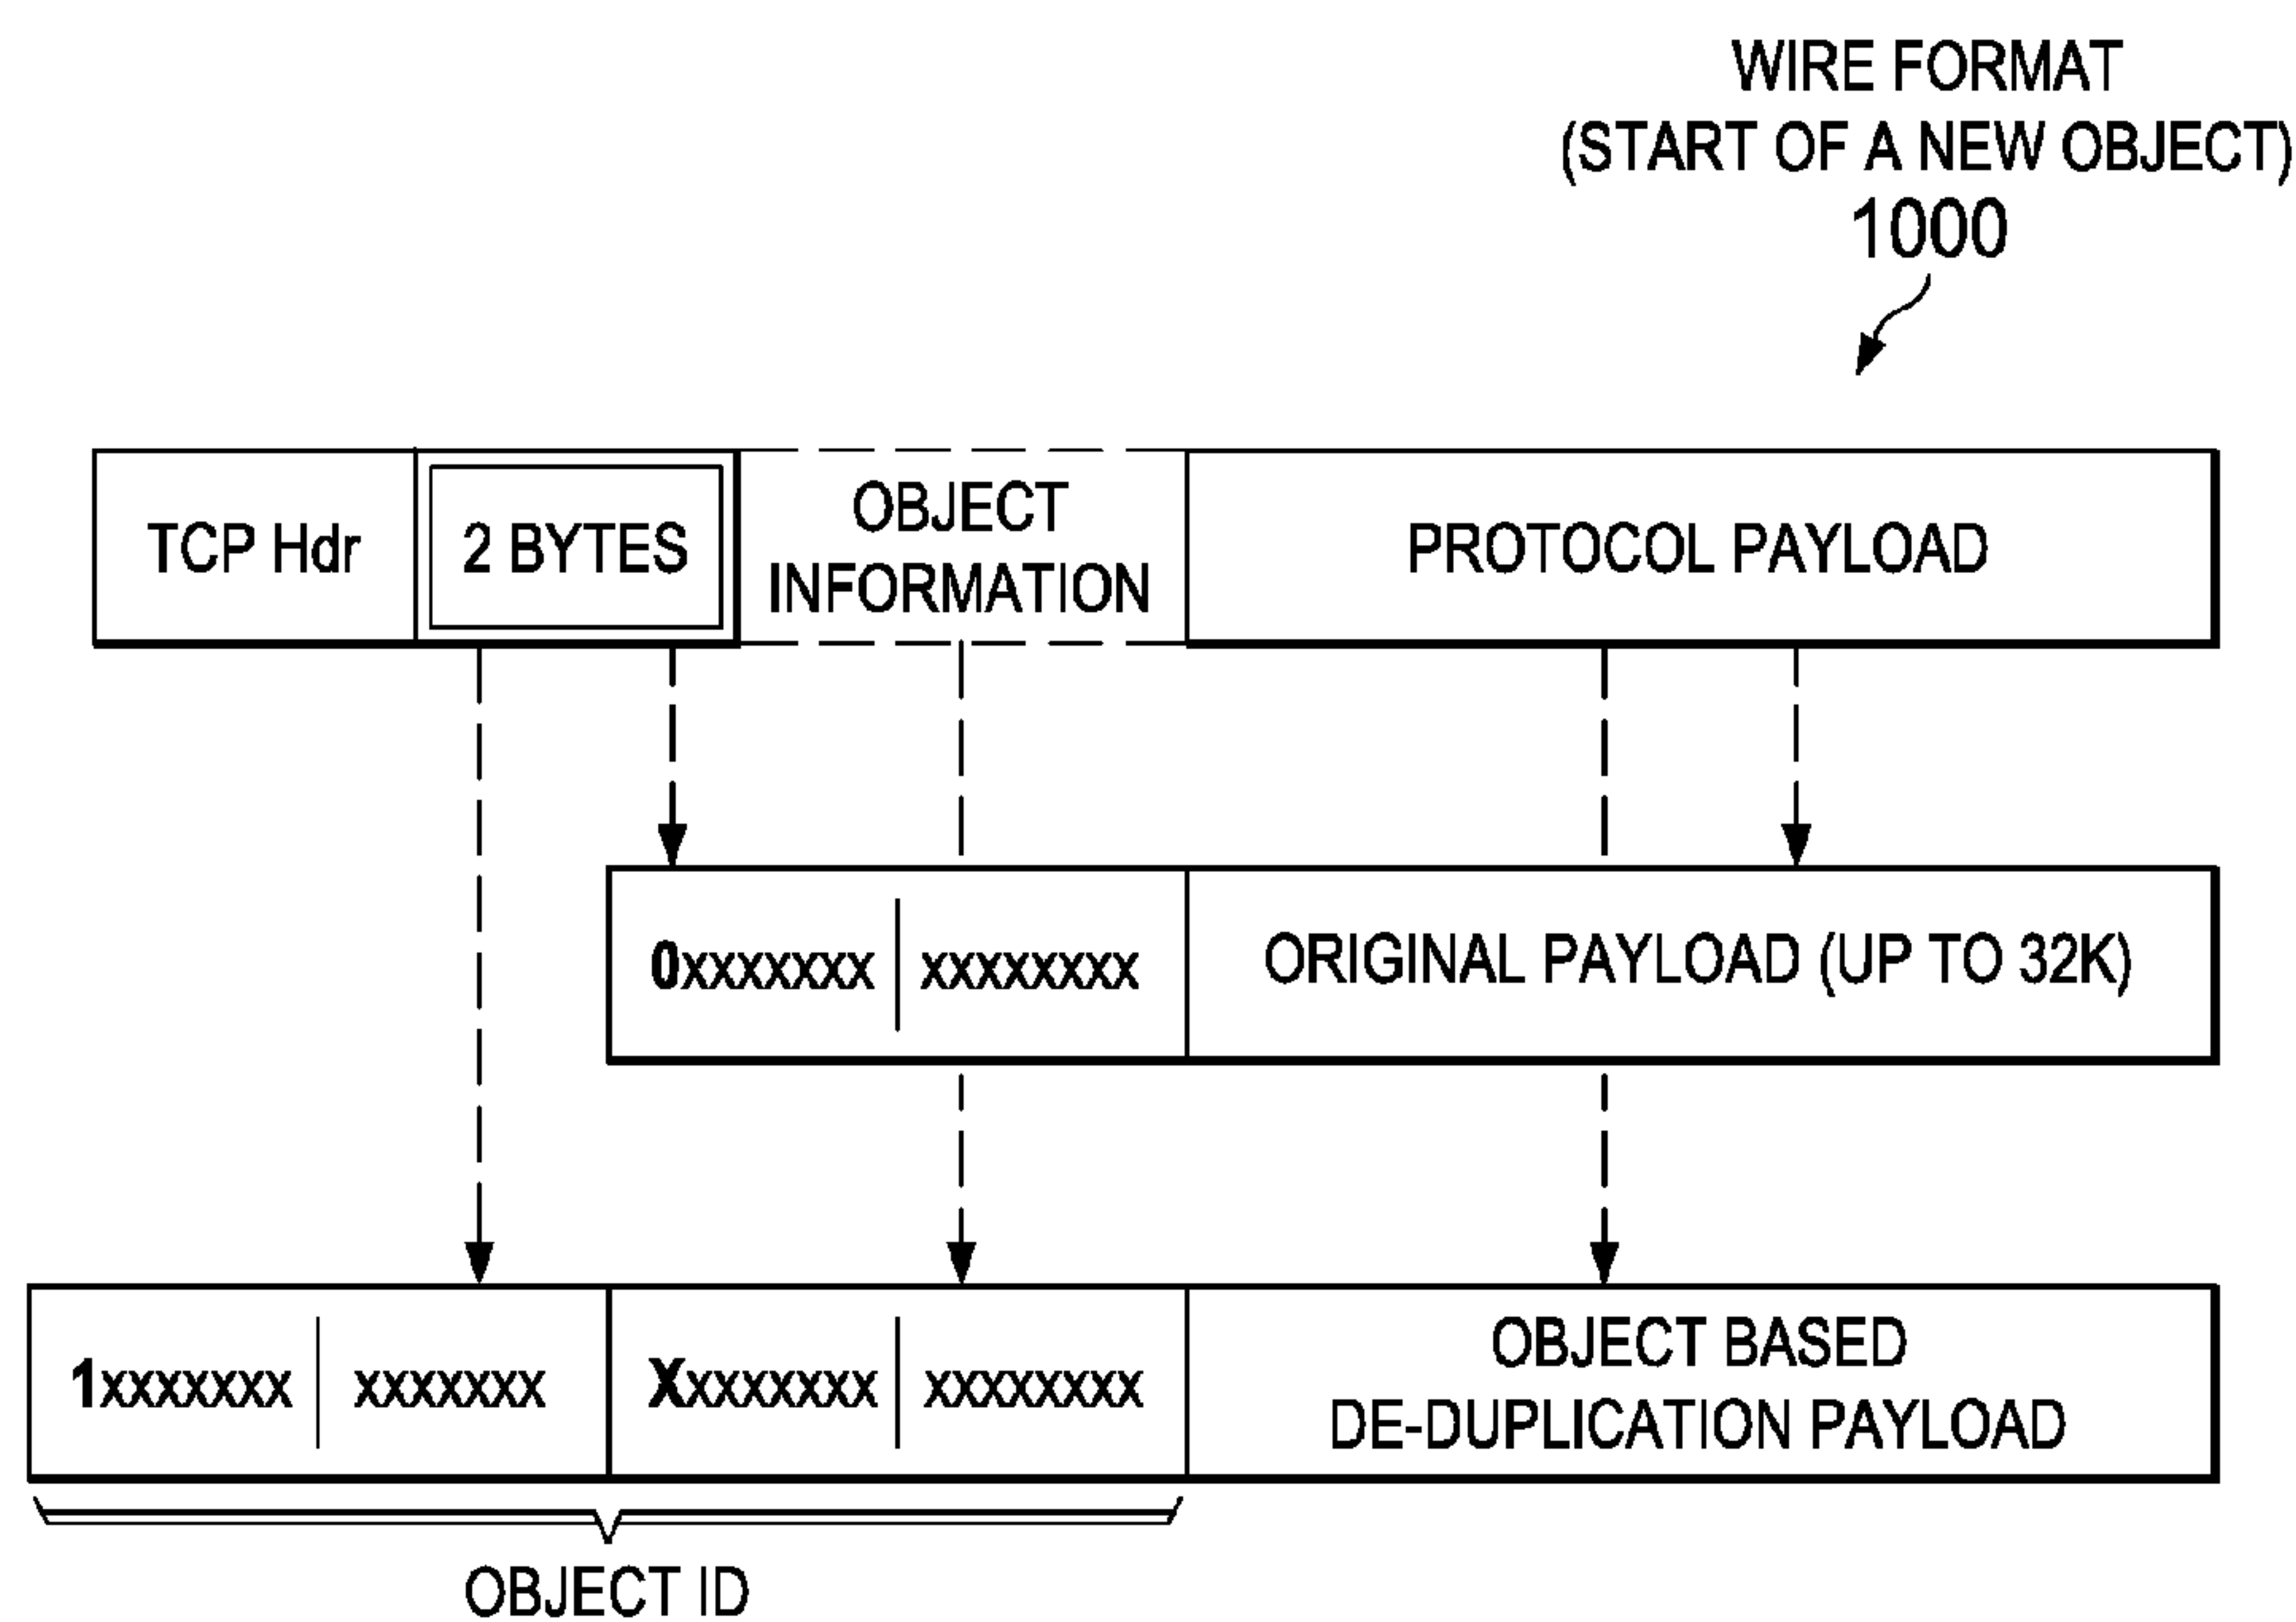 WIRE FORMAT
(START OF A NEW OBJECT)
1000
TCP Hdr
2 BYTES
OBJECT
INFORMATION
PROTOCOL PAYLOAD
0xxxxxxx xxxxxxxx
ORIGINAL PAYLOAD (UP TO 32K)
1xxxxxxx xxxxxxx
Xxxxxxxx xxxxxxxx
OBJECT BASED
DE-DUPLICATION PAYLOAD
OBJECT ID